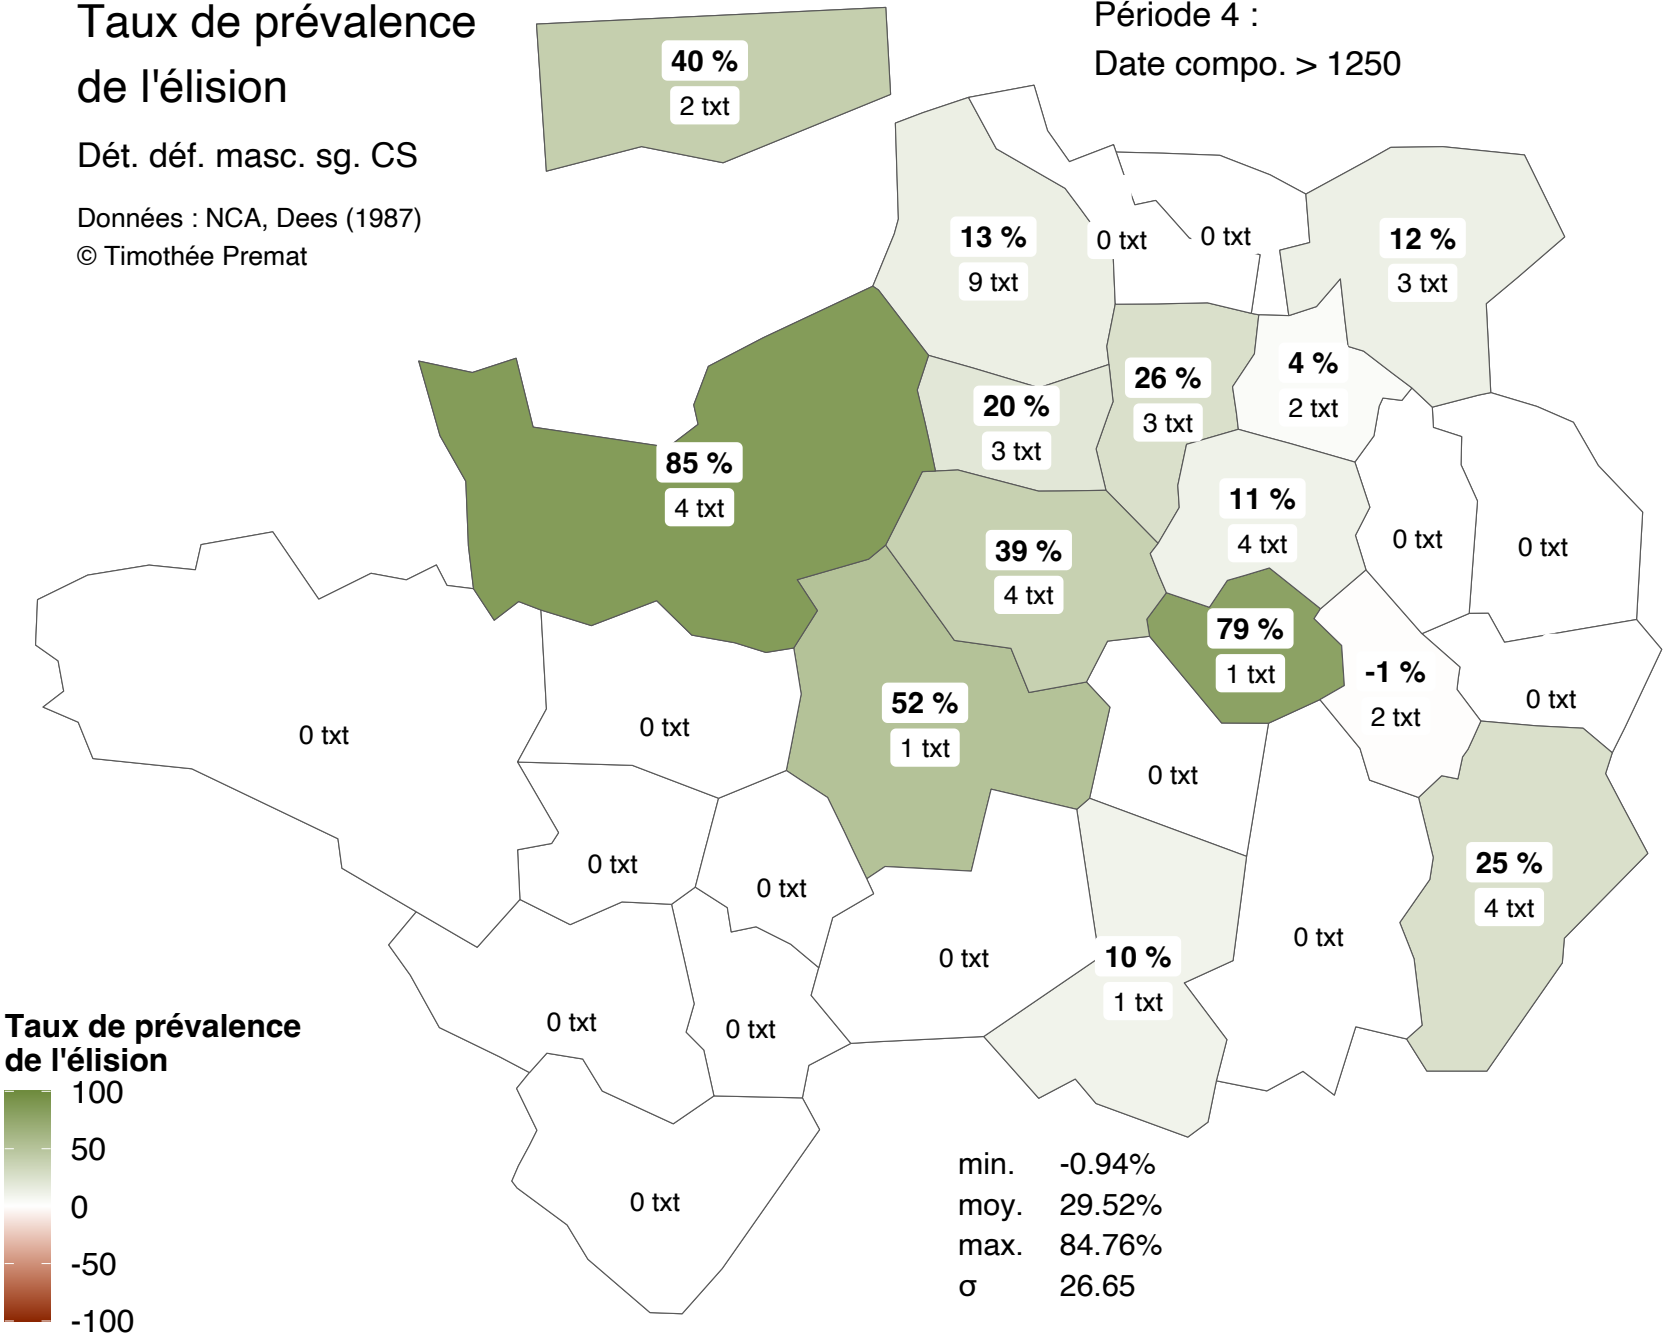 Taux de prévalence
de l'élision
Dét. déf. masc. sg. CS
Données : NCA, Dees (1987)
© Timothée Premat
Période 4 :
Date compo. > 1250
40 %
2 txt
13 %
9 txt
0 txt
0 txt
12 %
3 txt
85 %
4 txt
20 %
3 txt
26 %
3 txt
4 %
2 txt
39 %
4 txt
11 %
4 txt
0 txt
0 txt
79 %
1 txt
-1 %
2 txt
0 txt
0 txt
0 txt
52 %
1 txt
0 txt
0 txt
0 txt
25 %
4 txt
0 txt
10 %
1 txt
0 txt
0 txt
0 txt
0 txt
Taux de prévalence
de l'élision
100
50
0
-50
-100
min. -0.94%
moy. 29.52%
max. 84.76%
σ 26.65